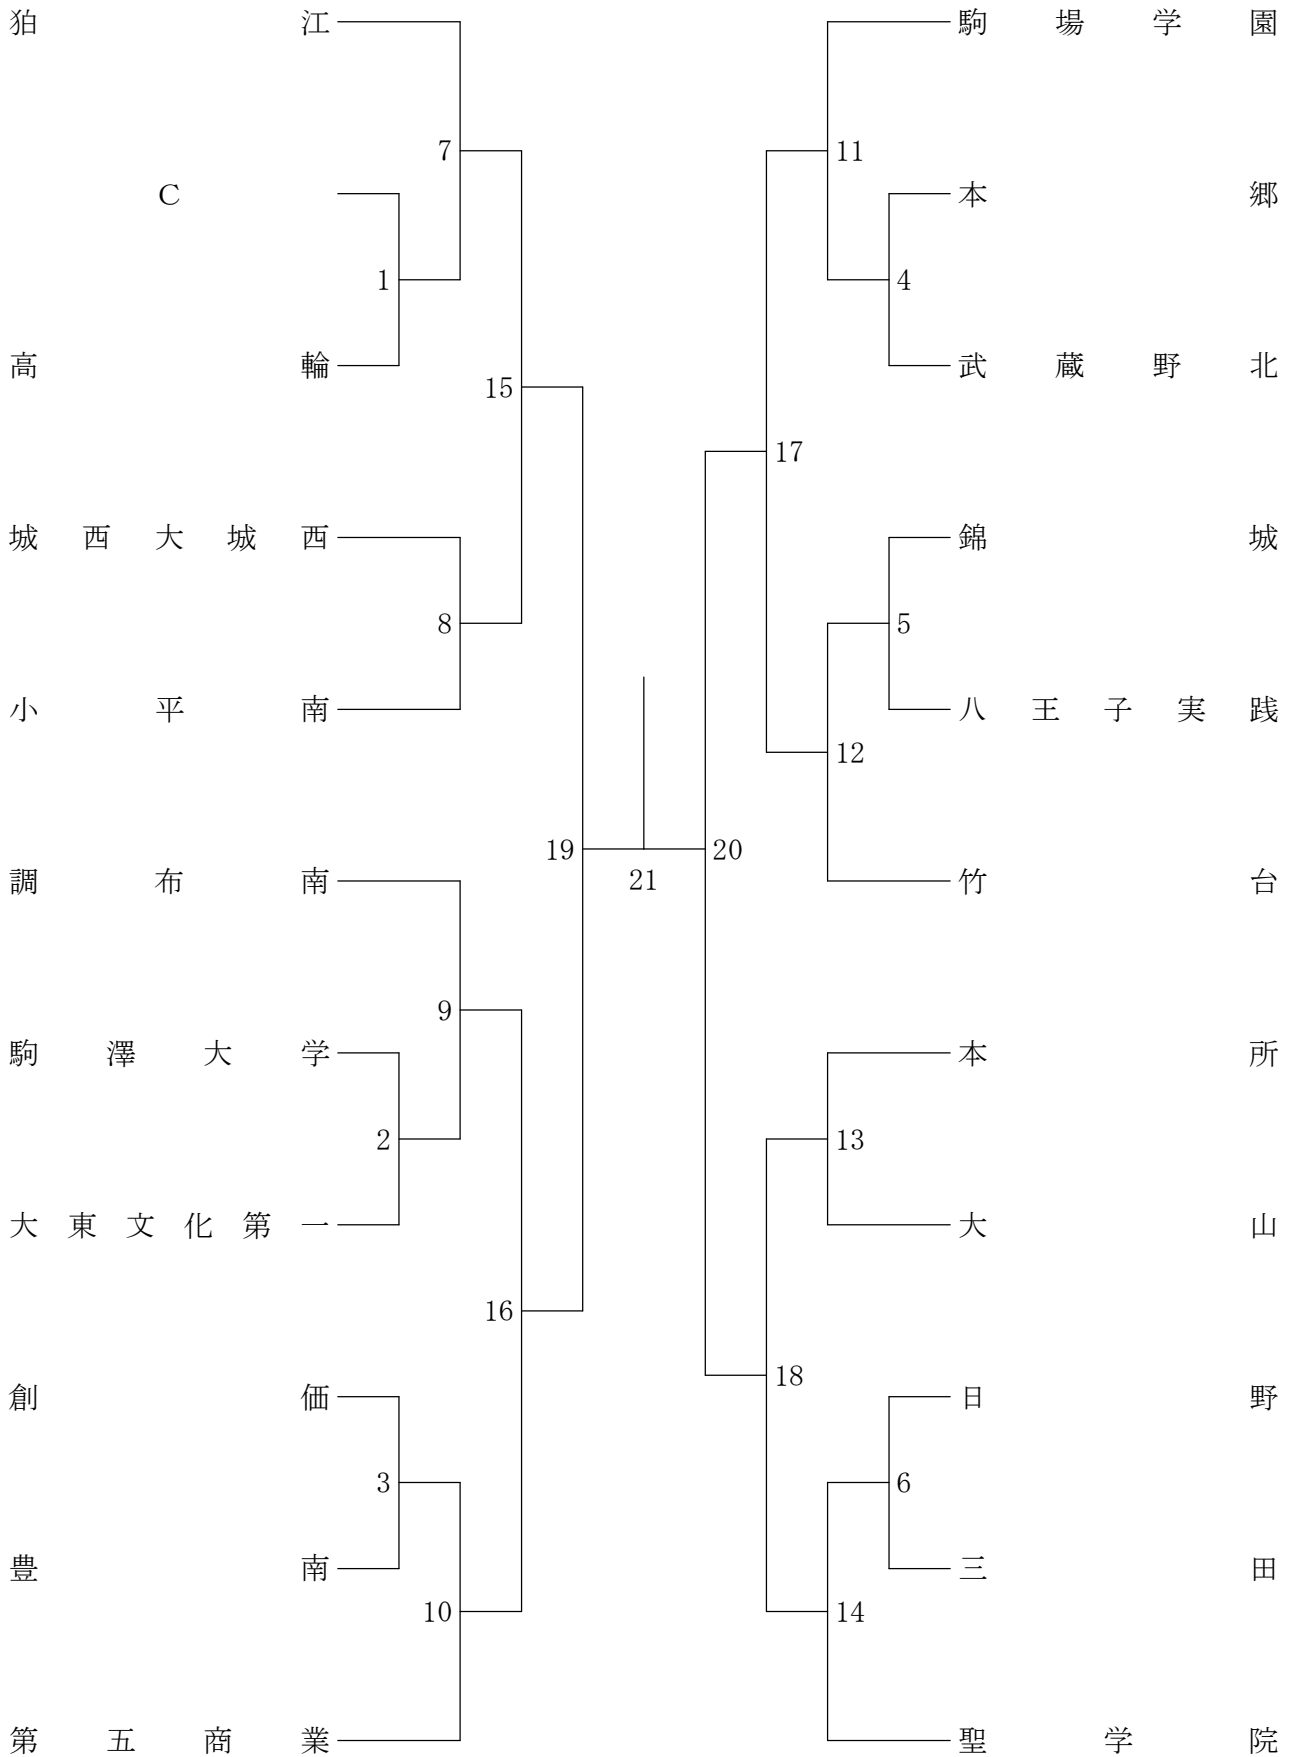 狛江 駒場学園
7 11
C 本郷
1 4
高輪 武蔵野北
15
17
城西大城西 錦城
8 5
小平南 八王子実践
12
19 20
調布南 21 竹台
9
駒澤大学 本所
2 13
大東文化第一 大山
16
18
創価 日野
3 6
豊南 三田
10 14
第五商業 聖学院